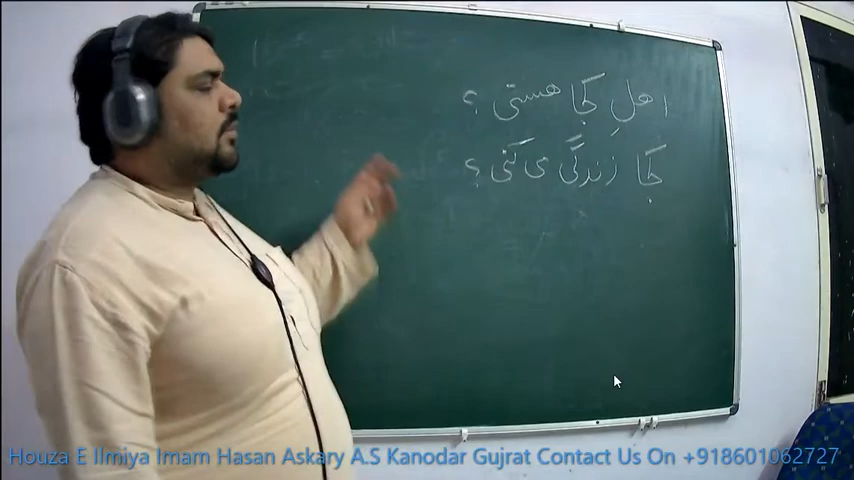 اهلِ کجا هستی ؟
کجا زندگی می کنی ؟
Houza E Ilmiya Imam Hasan Askary A.S Kanodar Gujrat Contact Us On +918601062727